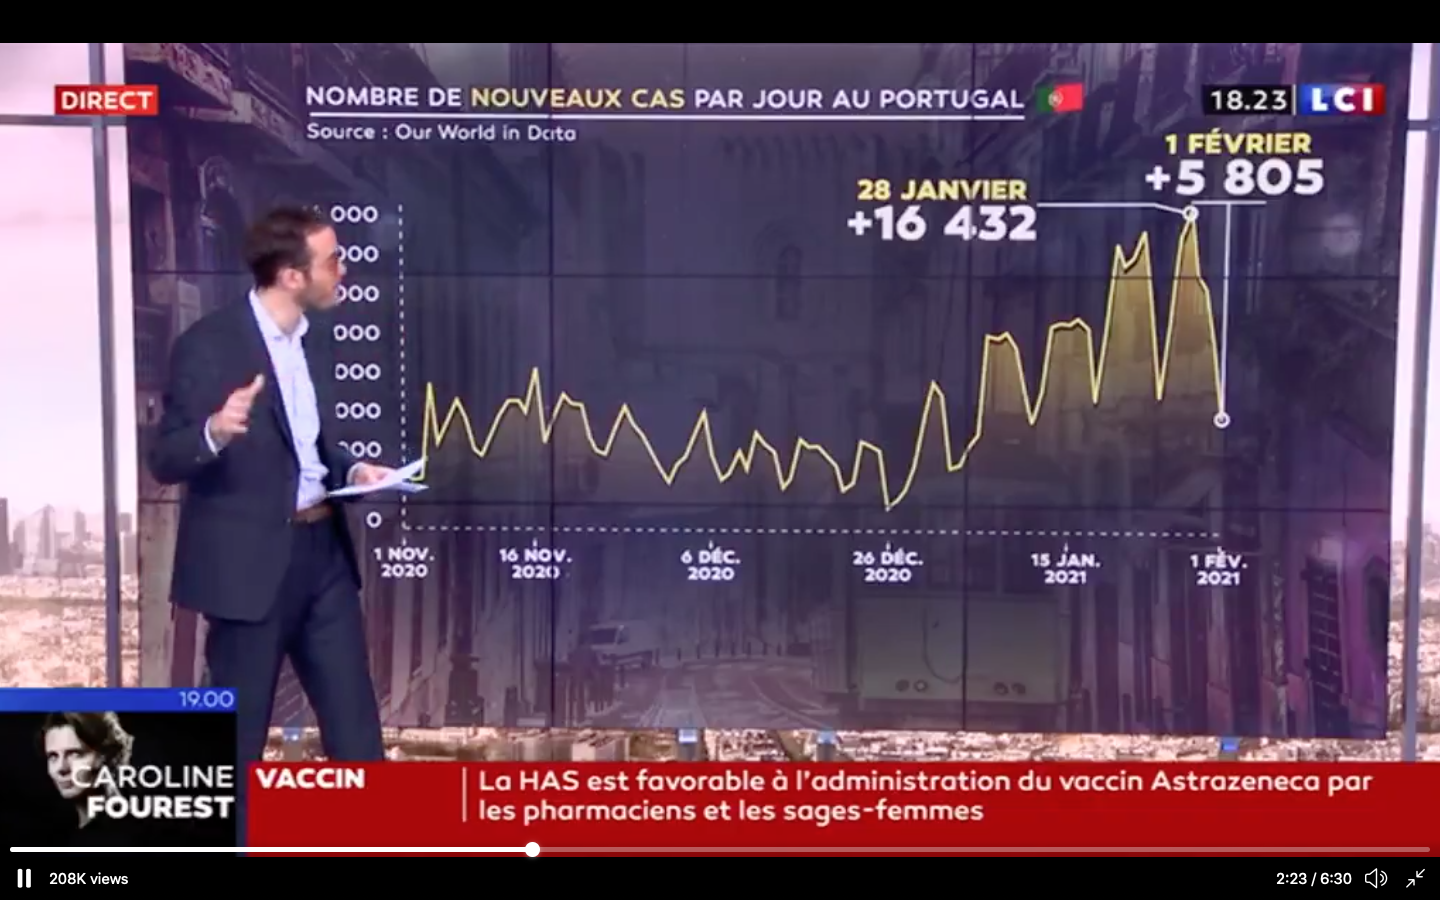 DIRECT
NOMBRE DE NOUVEAUX CAS PAR JOUR AU PORTUGAL
Source : Our World in Data
18.23 LCI
1 FÉVRIER
+5 805
28 JANVIER
+16 432
000
000
000
000
000
000
000
0
1 NOV.
2020
16 NOV.
2020
6 DÉC.
2020
26 DÉC.
2020
15 JAN.
2021
1 FÉV.
2021
19.00
CAROLINE
FOUREST
VACCIN
La HAS est favorable à l'administration du vaccin Astrazeneca par
les pharmaciens et les sages-femmes
208K views
2:23 / 6:30